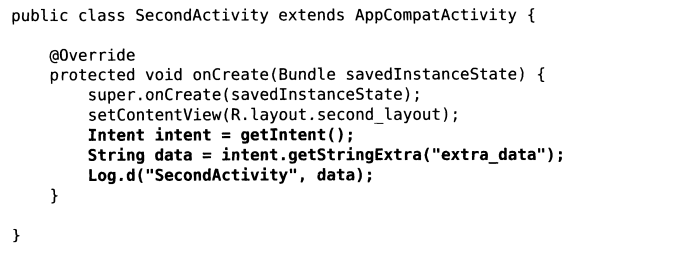 public class SecondActivity extends AppCompatActivity {
@Override
protected void onCreate(Bundle savedInstanceState) {
super.onCreate(savedInstanceState);
setContentView(R.layout.second_layout);
Intent intent = getIntent();
String data = intent.getStringExtra("extra_data");
Log.d("SecondActivity", data);
}
}